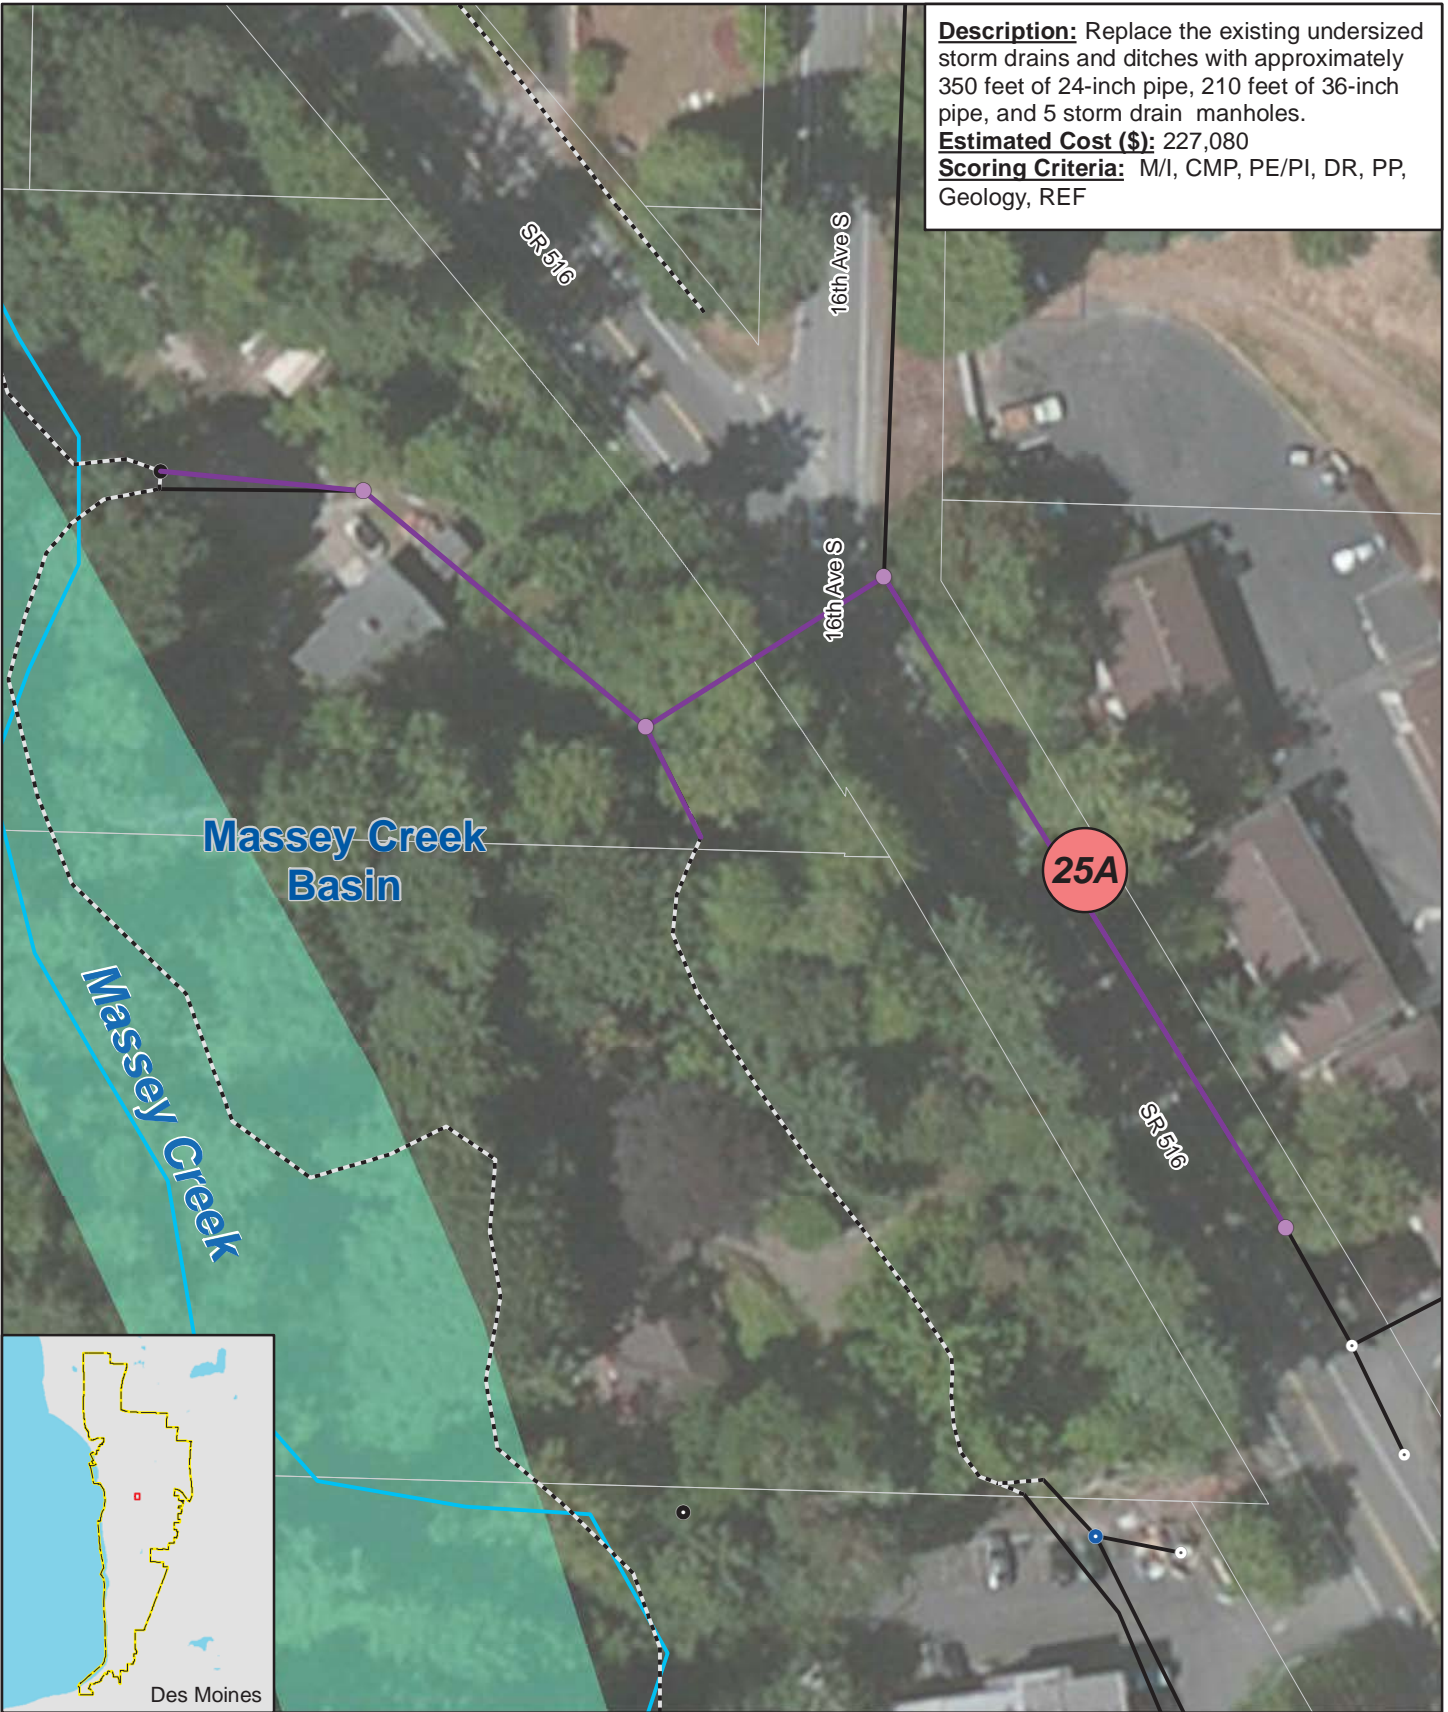 Description: Replace the existing undersized
storm drains and ditches with approximately
350 feet of 24-inch pipe, 210 feet of 36-inch
pipe, and 5 storm drain manholes.
Estimated Cost ($): 227,080
Scoring Criteria: M/I, CMP, PE/PI, DR, PP,
Geology, REF
SR 516
16th Ave S
16th Ave S
Massey Creek
Basin
25A
Massey Creek
SR 516
Des Moines